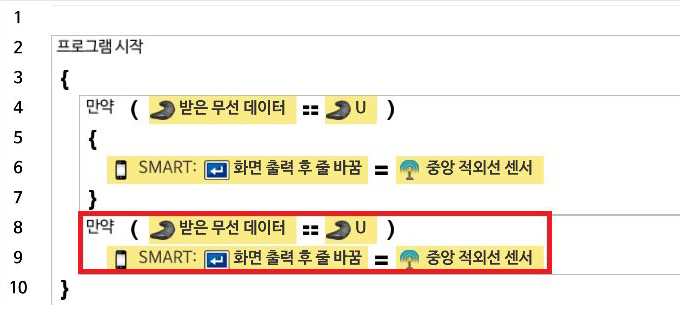 1
2 프로그램 시작
3 {
4 만약 ( 받은 무선 데이터 == U )
5 {
6 SMART: 화면 출력 후 줄 바꿈 = 중앙 적외선 센서
7 }
8 만약 ( 받은 무선 데이터 == U )
9 SMART: 화면 출력 후 줄 바꿈 = 중앙 적외선 센서
10 }